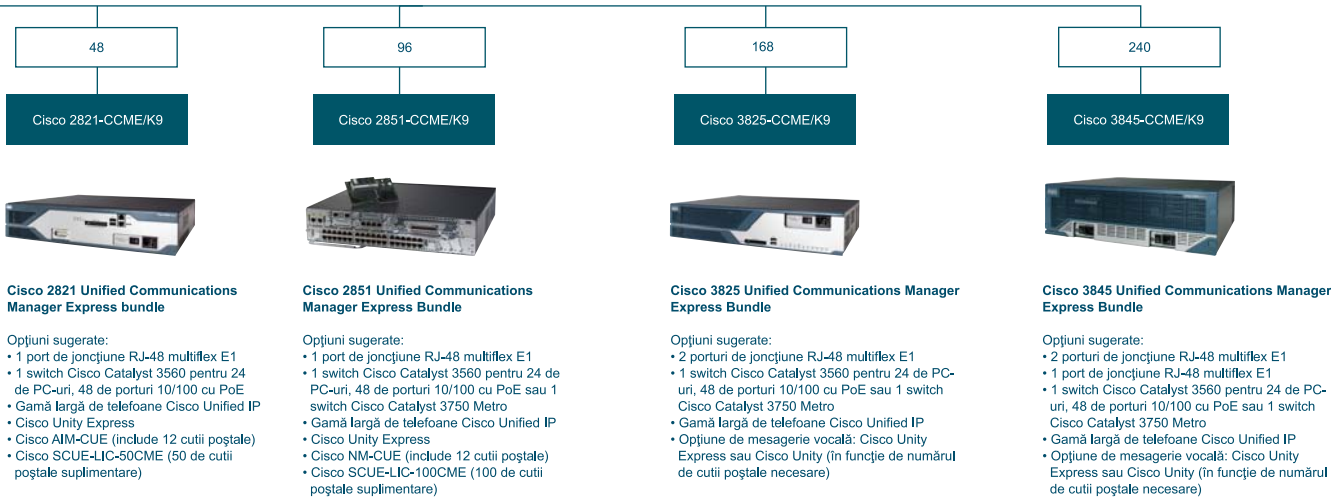 48
96
168
240
Cisco 2821-CCME/K9
Cisco 2851-CCME/K9
Cisco 3825-CCME/K9
Cisco 3845-CCME/K9
Cisco 2821 Unified Communications
Manager Express bundle
Opţiuni sugerate:
• 1 port de joncţiune RJ-48 multiflex E1
• 1 switch Cisco Catalyst 3560 pentru 24
de PC-uri, 48 de porturi 10/100 cu PoE
• Gamă largă de telefoane Cisco Unified IP
• Cisco Unity Express
• Cisco AIM-CUE (include 12 cutii poştale)
• Cisco SCUE-LIC-50CME (50 de cutii
poştale suplimentare)
Cisco 2851 Unified Communications
Manager Express Bundle
Opţiuni sugerate:
• 1 port de joncţiune RJ-48 multiflex E1
• 1 switch Cisco Catalyst 3560 pentru 24 de
PC-uri, 48 de porturi 10/100 cu PoE sau 1
switch Cisco Catalyst 3750 Metro
• Gamă largă de telefoane Cisco Unified IP
• Cisco Unity Express
• Cisco NM-CUE (include 12 cutii poştale)
• Cisco SCUE-LIC-100CME (100 de cutii
poştale suplimentare)
Cisco 3825 Unified Communications Manager
Express Bundle
Opţiuni sugerate:
• 2 porturi de joncţiune RJ-48 multiflex E1
• 1 switch Cisco Catalyst 3560 pentru 24 de PC-
uri, 48 de porturi 10/100 cu PoE sau 1 switch
Cisco Catalyst 3750 Metro
• Gamă largă de telefoane Cisco Unified IP
• Opţiune de mesagerie vocală: Cisco Unity
Express sau Cisco Unity (în funcţie de numărul
de cutii poştale necesare)
Cisco 3845 Unified Communications Manager
Express Bundle
Opţiuni sugerate:
• 2 porturi de joncţiune RJ-48 multiflex E1
• 1 port de joncţiune RJ-48 multiflex E1
• 1 switch Cisco Catalyst 3560 pentru 24 de PC-
uri, 48 de porturi 10/100 cu PoE sau 1 switch
Cisco Catalyst 3750 Metro
• Gamă largă de telefoane Cisco Unified IP
• Opţiune de mesagerie vocală: Cisco Unity
Express sau Cisco Unity (în funcţie de numărul
de cutii poştale necesare)